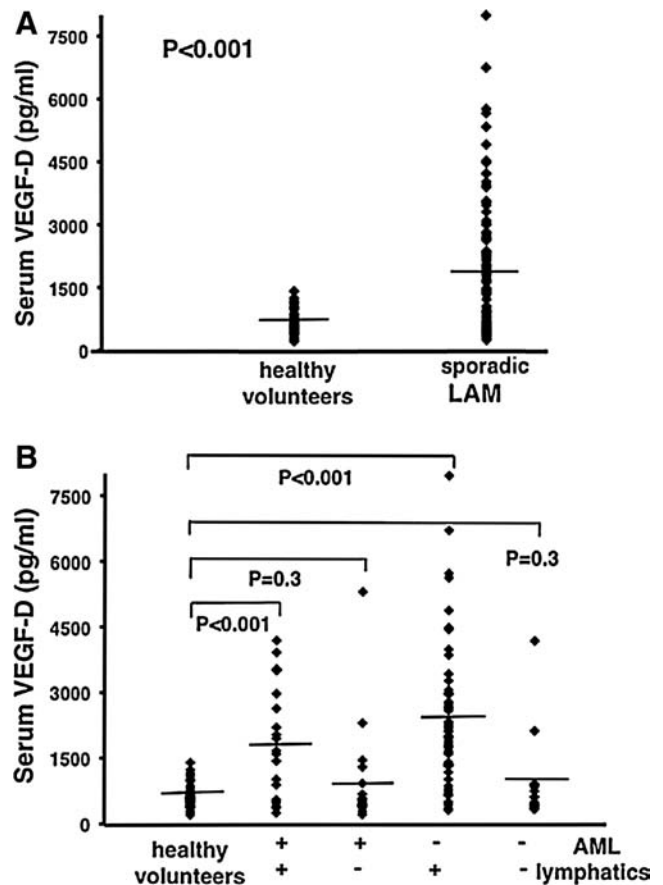 A
Serum VEGF-D (pg/ml)
7500
6000
4500
3000
1500
0
P<0.001
healthy
volunteers
sporadic
LAM
B
Serum VEGF-D (pg/ml)
7500
6000
4500
3000
1500
0
P<0.001
P=0.3
P=0.3
P<0.001
healthy
volunteers
+ + - - AML
+ - + - lymphatics